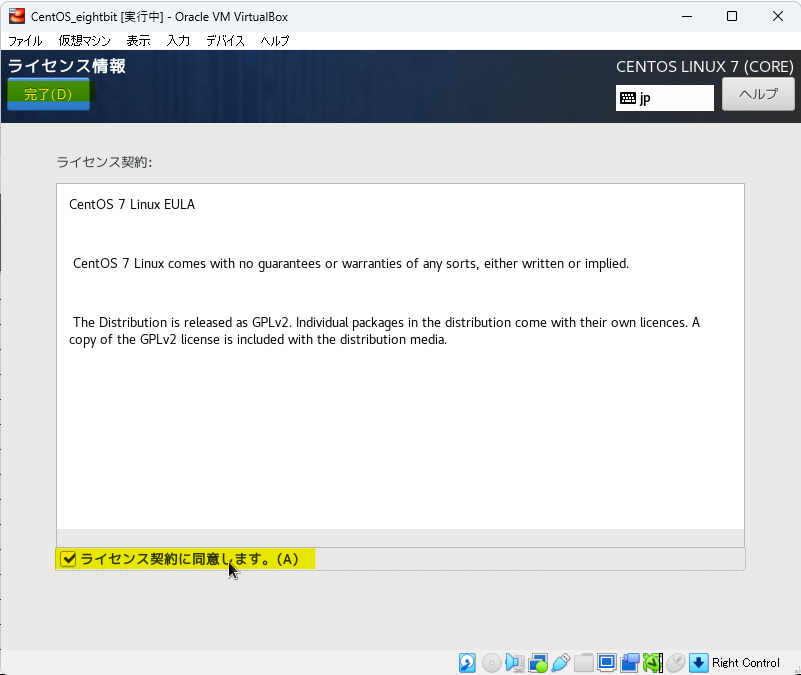 CentOS_eightbit [実行中] - Oracle VM VirtualBox
ファイル 仮想マシン 表示 入力 デバイス ヘルプ
ライセンス情報
CENTOS LINUX 7 (CORE)
完了(D)
jp
ヘルプ
ライセンス契約:
CentOS 7 Linux EULA
CentOS 7 Linux comes with no guarantees or warranties of any sorts, either written or implied.
The Distribution is released as GPLv2. Individual packages in the distribution come with their own licences. A
copy of the GPLv2 license is included with the distribution media.
ライセンス契約に同意します。(A)
Right Control